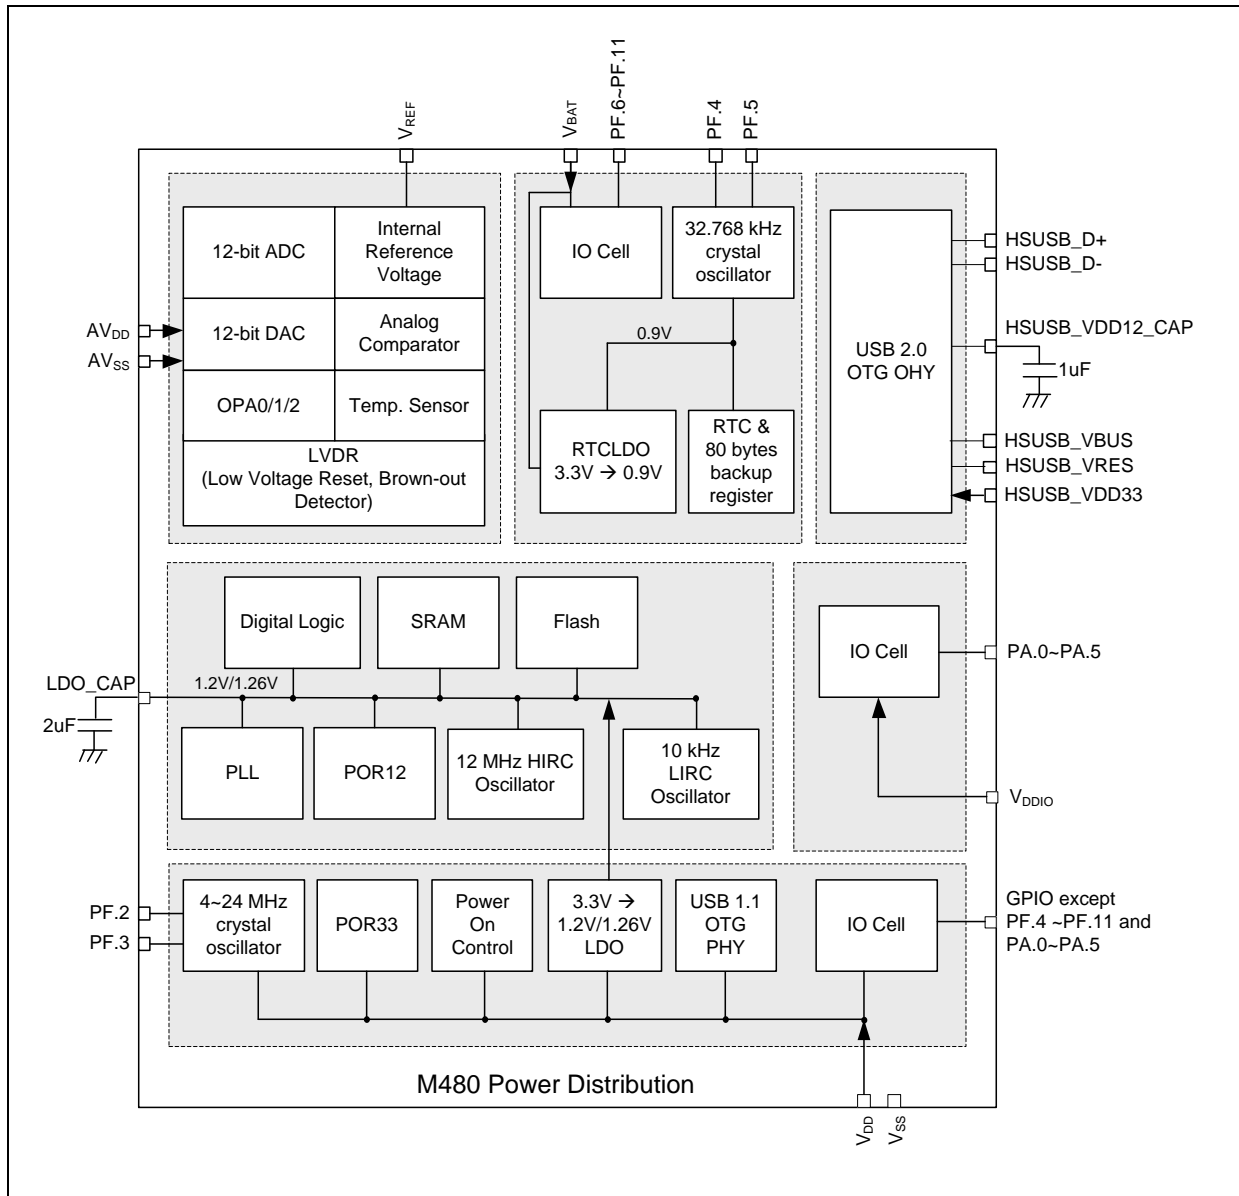 VREF
VBAT
PF.6~PF.11
PF.4
PF.5
12-bit ADC
Internal
Reference
Voltage
AVDD
AVSS
12-bit DAC
Analog
Comparator
OPA0/1/2
Temp. Sensor
LVDR
(Low Voltage Reset, Brown-out
Detector)
IO Cell
32.768 kHz
crystal
oscillator
0.9V
RTCLDO
3.3V → 0.9V
RTC &
80 bytes
backup
register
USB 2.0
OTG OHY
HSUSB_D+
HSUSB_D-
HSUSB_VDD12_CAP
1uF
HSUSB_VBUS
HSUSB_VRES
HSUSB_VDD33
Digital Logic
SRAM
Flash
LDO_CAP
1.2V/1.26V
2uF
PLL
POR12
12 MHz HIRC
Oscillator
10 kHz
LIRC
Oscillator
IO Cell
PA.0~PA.5
VDDIO
PF.2
PF.3
4~24 MHz
crystal
oscillator
POR33
Power
On
Control
3.3V →
1.2V/1.26V
LDO
USB 1.1
OTG
PHY
IO Cell
GPIO except
PF.4 ~PF.11 and
PA.0~PA.5
M480 Power Distribution
VDD
VSS